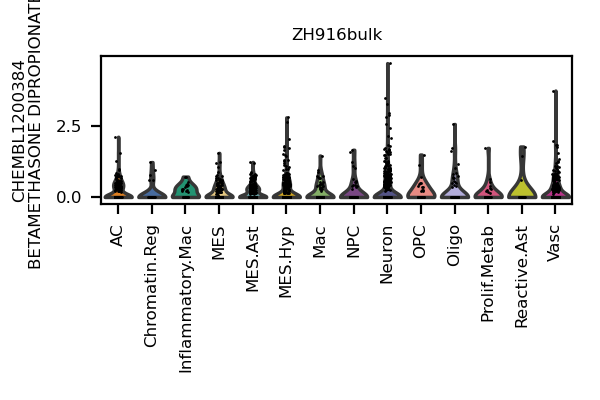 ZH916bulk
CHEMBL1200384
BETAMETHASONE DIPROPIONATE
2.5
0.0
AC
Chromatin.Reg
Inflammatory.Mac
MES
MES.Ast
MES.Hyp
Mac
NPC
Neuron
OPC
Oligo
Prolif.Metab
Reactive.Ast
Vasc